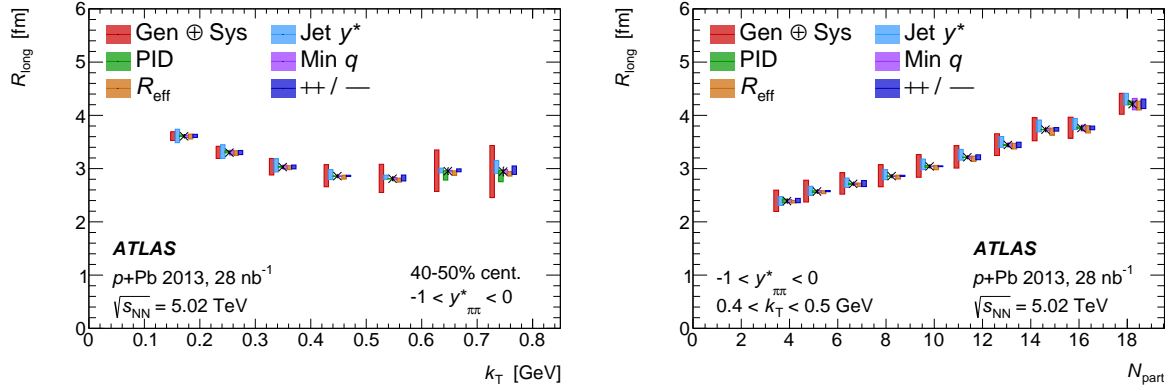 R_long [fm]
6
5
4
3
2
1
0
Gen ⊕ Sys
PID
R_eff
Jet y*
Min q
++ / —
ATLAS
p+Pb 2013, 28 nb⁻¹
√s_NN = 5.02 TeV
40-50% cent.
-1 < y*_ππ < 0
0 0.1 0.2 0.3 0.4 0.5 0.6 0.7 0.8
k_T [GeV]
R_long [fm]
6
5
4
3
2
1
0
Gen ⊕ Sys
PID
R_eff
Jet y*
Min q
++ / —
-1 < y*_ππ < 0
0.4 < k_T < 0.5 GeV
ATLAS
p+Pb 2013, 28 nb⁻¹
√s_NN = 5.02 TeV
0 2 4 6 8 10 12 14 16 18
N_part